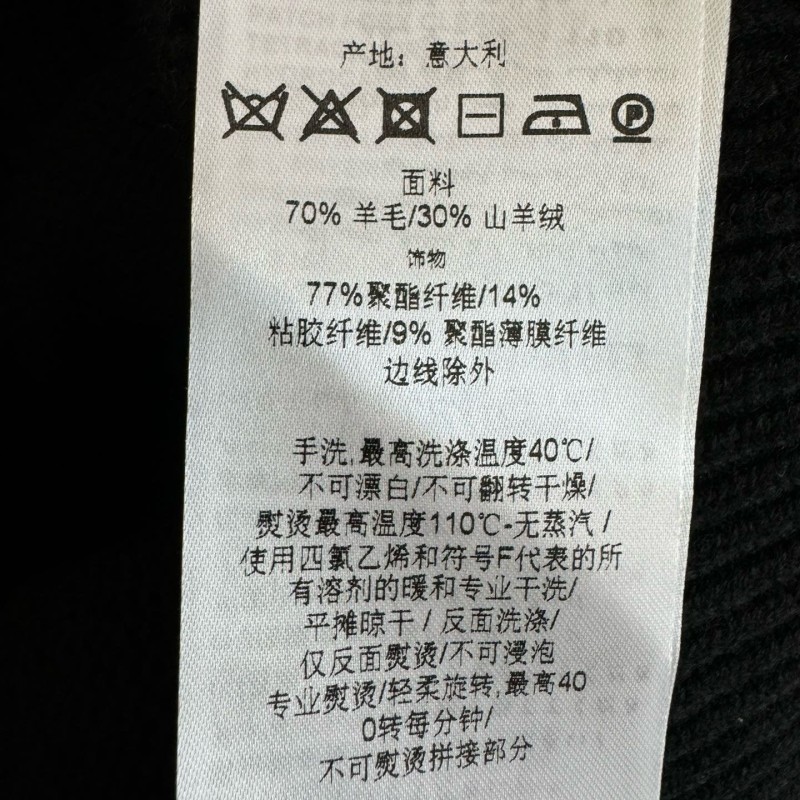 产地：意大利
P
面料
70% 羊毛/30% 山羊绒
饰物
77%聚酯纤维/14%
粘胶纤维/9% 聚酯薄膜纤维
边线除外
手洗,最高洗涤温度40℃/
不可漂白/不可翻转干燥/
熨烫最高温度110℃-无蒸汽 /
使用四氯乙烯和符号F代表的所
有溶剂的暖和专业干洗/
平摊晾干 / 反面洗涤/
仅反面熨烫/不可浸泡
专业熨烫/轻柔旋转,最高40
0转每分钟/
不可熨烫拼接部分